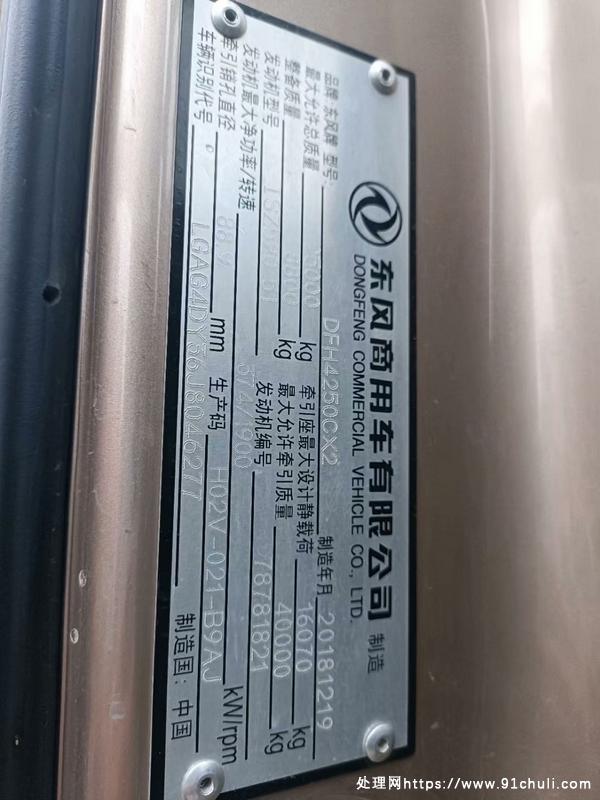 东风商用车有限公司 制造
DONGFENG COMMERCIAL VEHICLE CO., LTD.
品牌:东风牌 型号: DFH4250CX2 制造年月 20181219
最大允许总质量 kg 牵引座最大设计静载荷 16070 kg
整备质量 kg 最大允许牵引质量 40000 kg
发动机型号 发动机编号 78781821
发动机最大净功率/转速 374/1900 kW/rpm
牵引销孔直径 mm 生产码 H02V-021-B9AJ
车辆识别代号 LGAG4DY36J8046277 制造国: 中国
处理网https://www.91chuli.com